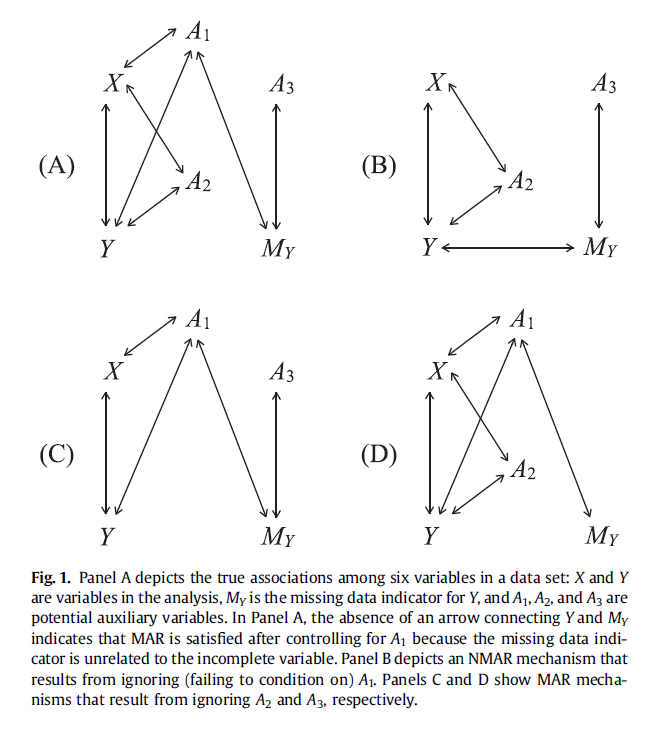 A1
X
A3
(A)
A2
Y
MY
X
A3
(B)
A2
Y
MY
A1
X
A3
(C)
Y
MY
A1
X
(D)
A2
Y
MY
Fig. 1. Panel A depicts the true associations among six variables in a data set: X and Y
are variables in the analysis, MY is the missing data indicator for Y, and A1, A2, and A3 are
potential auxiliary variables. In Panel A, the absence of an arrow connecting Y and MY
indicates that MAR is satisfied after controlling for A1 because the missing data indi-
cator is unrelated to the incomplete variable. Panel B depicts an NMAR mechanism that
results from ignoring (failing to condition on) A1. Panels C and D show MAR mecha-
nisms that result from ignoring A2 and A3, respectively.